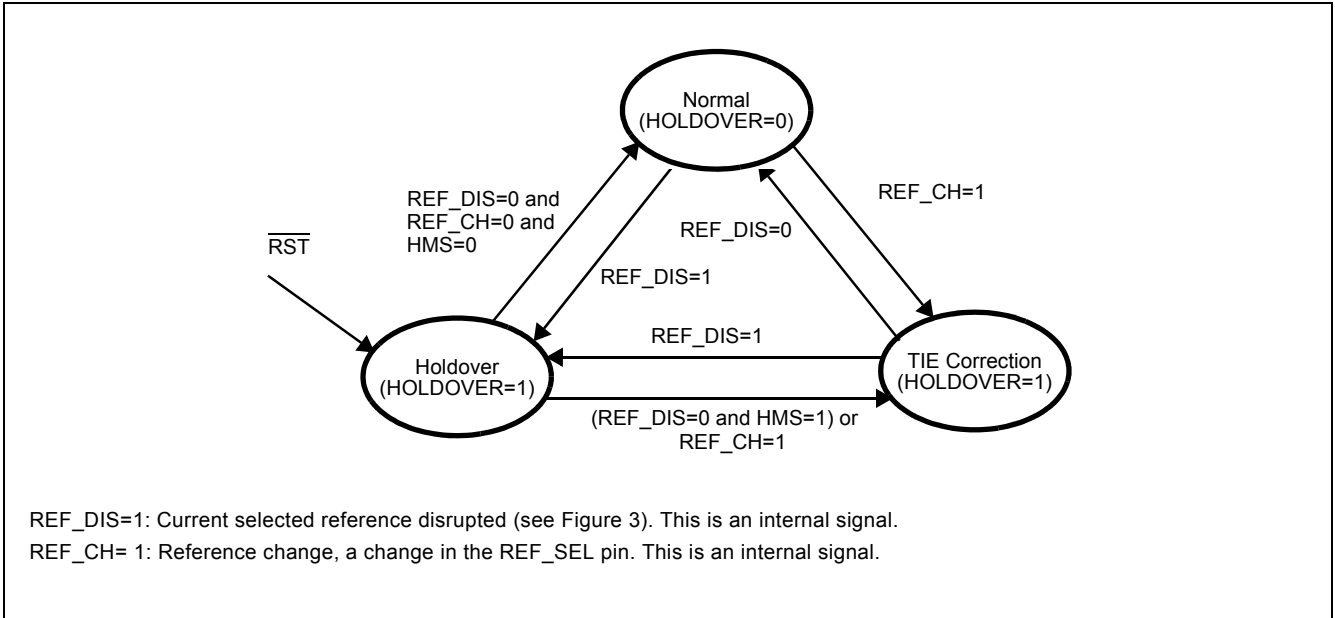 Normal
(HOLDOVER=0)
REF_DIS=0 and
REF_CH=0 and
HMS=0
REF_CH=1
REF_DIS=0
RST
REF_DIS=1
REF_DIS=1
Holdover
(HOLDOVER=1)
TIE Correction
(HOLDOVER=1)
(REF_DIS=0 and HMS=1) or
REF_CH=1
REF_DIS=1: Current selected reference disrupted (see Figure 3). This is an internal signal.
REF_CH= 1: Reference change, a change in the REF_SEL pin. This is an internal signal.